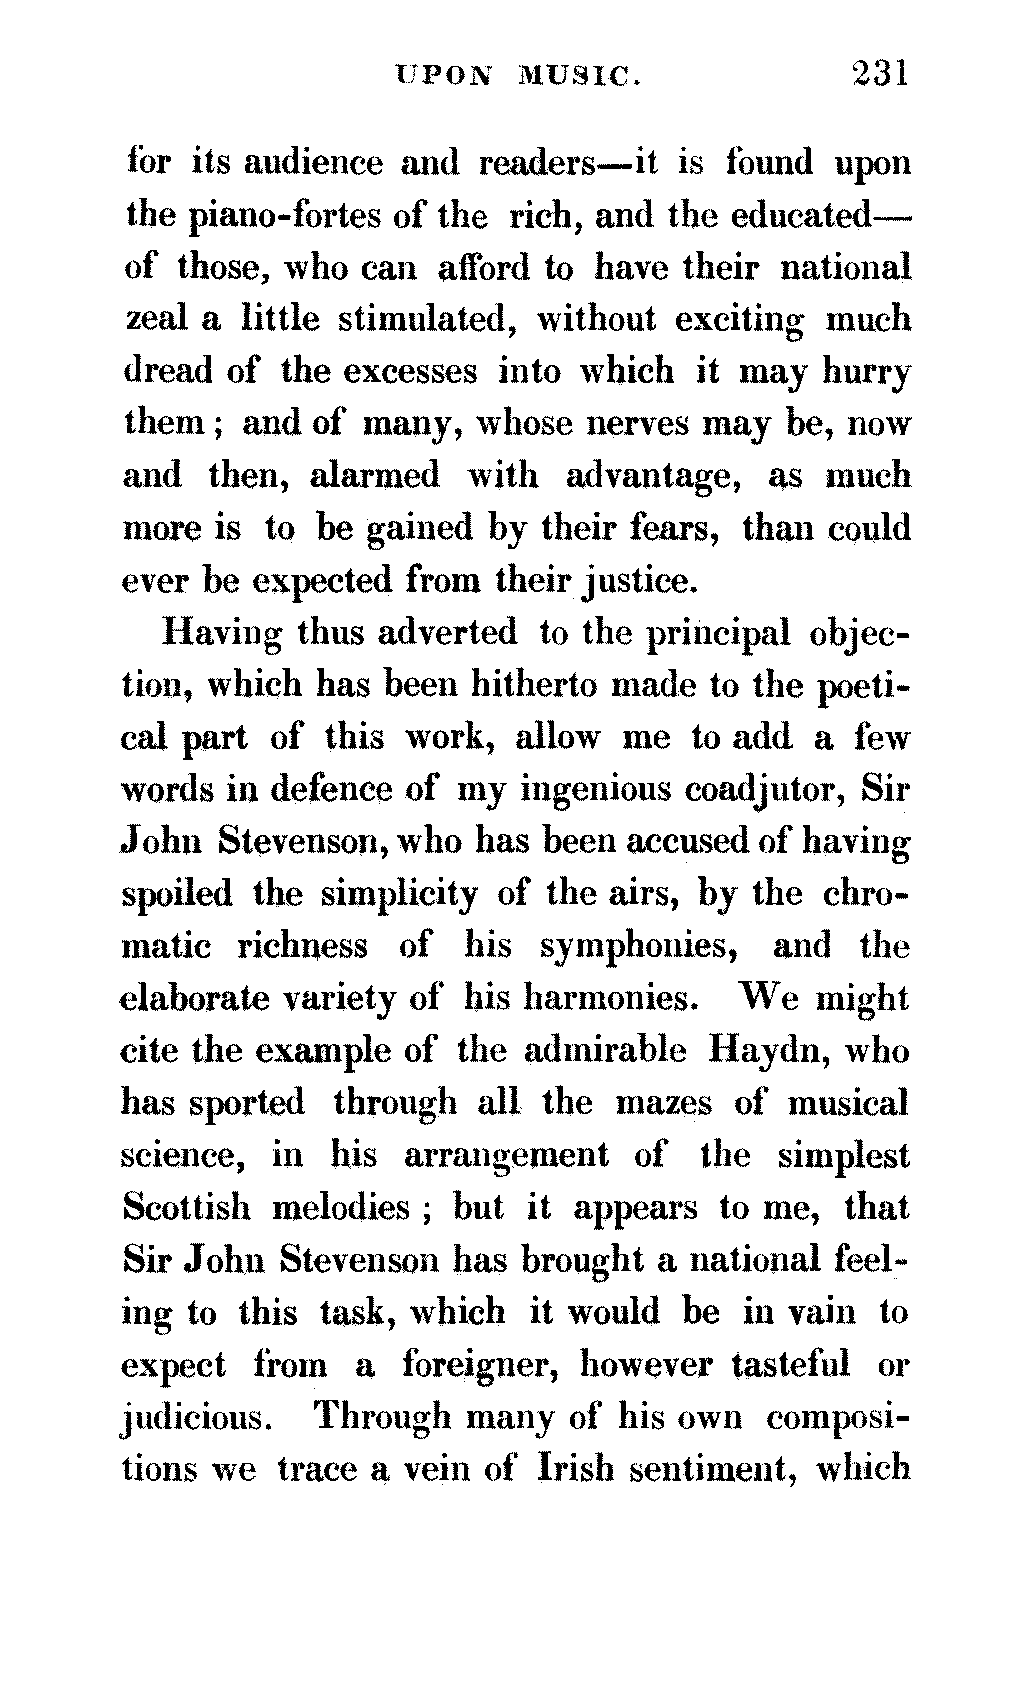 UPON MUSIC. 231
for its audience and readers—it is found upon
the piano-fortes of the rich, and the educated—
of those, who can afford to have their national
zeal a little stimulated, without exciting much
dread of the excesses into which it may hurry
them ; and of many, whose nerves may be, now
and then, alarmed with advantage, as much
more is to be gained by their fears, than could
ever be expected from their justice.
Having thus adverted to the principal objec-
tion, which has been hitherto made to the poeti-
cal part of this work, allow me to add a few
words in defence of my ingenious coadjutor, Sir
John Stevenson, who has been accused of having
spoiled the simplicity of the airs, by the chro-
matic richness of his symphonies, and the
elaborate variety of his harmonies. We might
cite the example of the admirable Haydn, who
has sported through all the mazes of musical
science, in his arrangement of the simplest
Scottish melodies ; but it appears to me, that
Sir John Stevenson has brought a national feel-
ing to this task, which it would be in vain to
expect from a foreigner, however tasteful or
judicious. Through many of his own composi-
tions we trace a vein of Irish sentiment, which